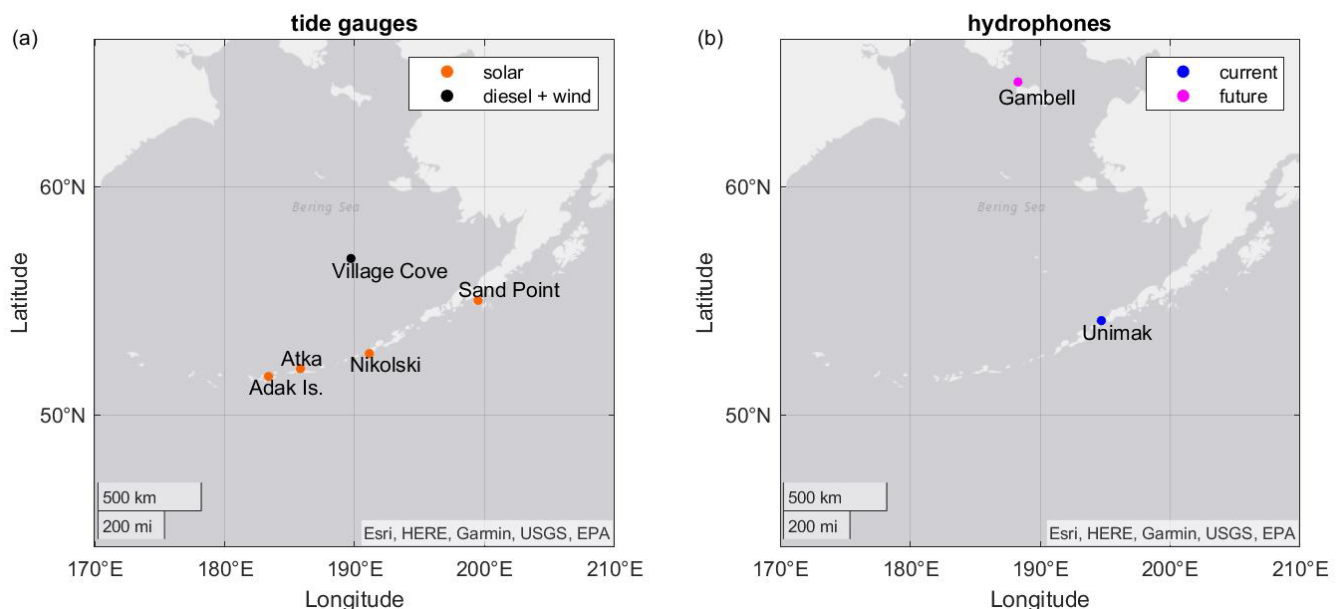 (a)
tide gauges
solar
diesel + wind
60°N
Bering Sea
Village Cove
Sand Point
Atka
Nikolski
Adak Is.
50°N
500 km
200 mi
Esri, HERE, Garmin, USGS, EPA
170°E
180°E
190°E
200°E
210°E
Latitude
Longitude
(b)
hydrophones
current
future
Gambell
60°N
Bering Sea
Unimak
50°N
500 km
200 mi
Esri, HERE, Garmin, USGS, EPA
170°E
180°E
190°E
200°E
210°E
Latitude
Longitude